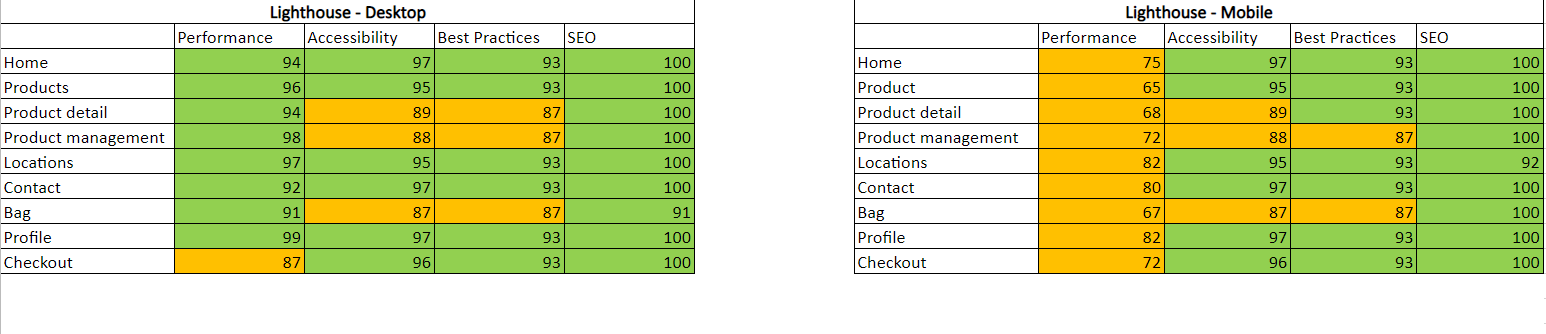 Lighthouse - Desktop
Performance Accessibility Best Practices SEO
Home 94 97 93 100
Products 96 95 93 100
Product detail 94 89 87 100
Product management 98 88 87 100
Locations 97 95 93 100
Contact 92 97 93 100
Bag 91 87 87 91
Profile 99 97 93 100
Checkout 87 96 93 100
Lighthouse - Mobile
Performance Accessibility Best Practices SEO
Home 75 97 93 100
Product 65 95 93 100
Product detail 68 89 93 100
Product management 72 88 87 100
Locations 82 95 93 92
Contact 80 97 93 100
Bag 67 87 87 100
Profile 82 97 93 100
Checkout 72 96 93 100